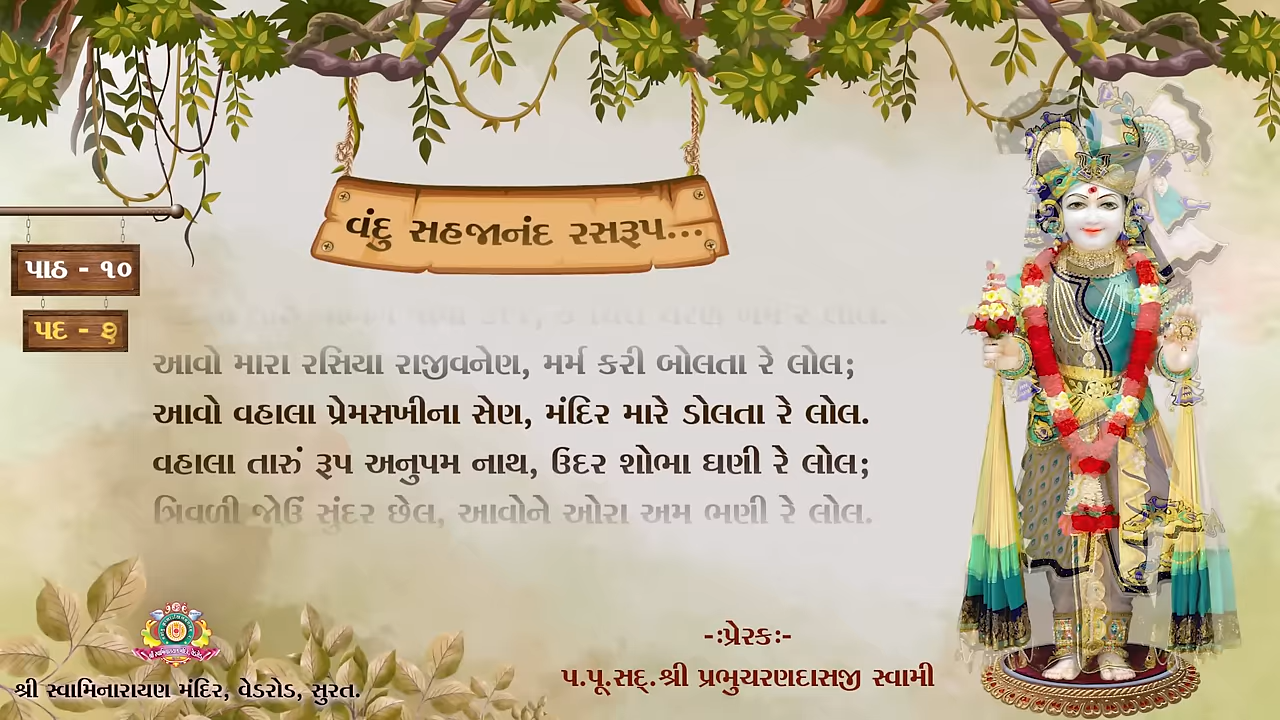 વંદુ સહજાનંદ રસરૂપ...
પાઠ - ૧૦
પદ - ૭
આવો મારા રસિયા રાજીવનેણ, મર્મ કરી બોલતા રે લોલ;
આવો વહાલા પ્રેમસખીના સેણ, મંદિર મારે ડોલતા રે લોલ.
વહાલા તારું રૂપ અનુપમ નાથ, ઉદર શોભા ઘણી રે લોલ;
ત્રિવળી જોઉં સુંદર છેલ, આવોને ઓરા અમ ભણી રે લોલ.
-ઃપ્રેરકઃ-
પ.પૂ.સદ્.શ્રી પ્રભુચરણદાસજી સ્વામી
શ્રી સ્વામિનારાયણ મંદિર, વેડરોડ, સુરત.